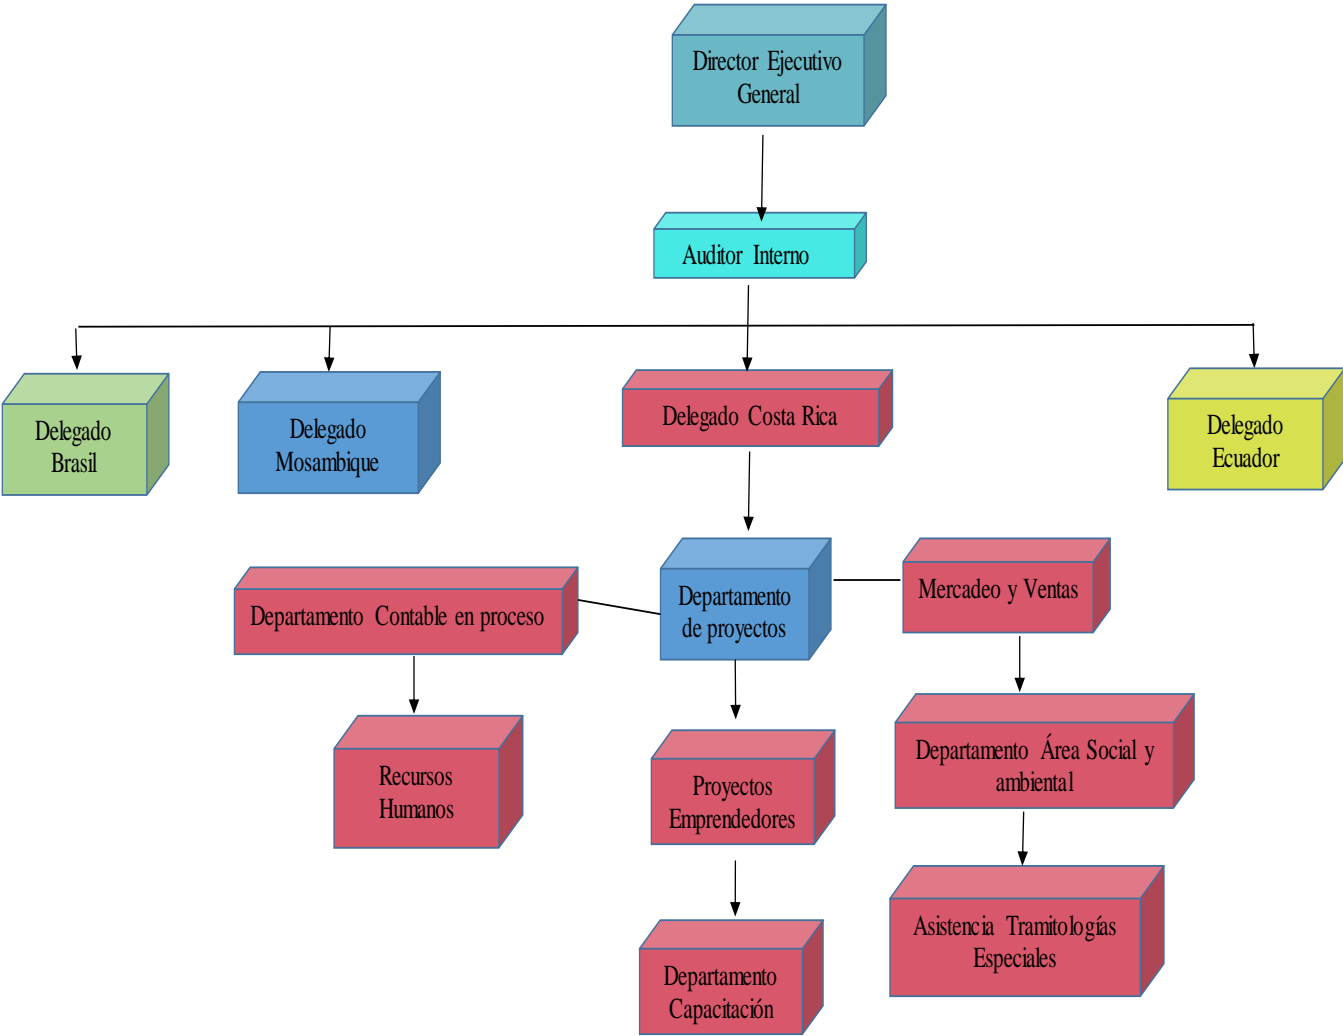 Director Ejecutivo
General
Auditor Interno
Delegado
Brasil
Delegado
Mosambique
Delegado Costa Rica
Delegado
Ecuador
Departamento Contable en proceso
Departamento
de proyectos
Mercadeo y Ventas
Recursos
Humanos
Proyectos
Emprendedores
Departamento Área Social y
ambiental
Departamento
Capacitación
Asistencia Tramitologías
Especiales